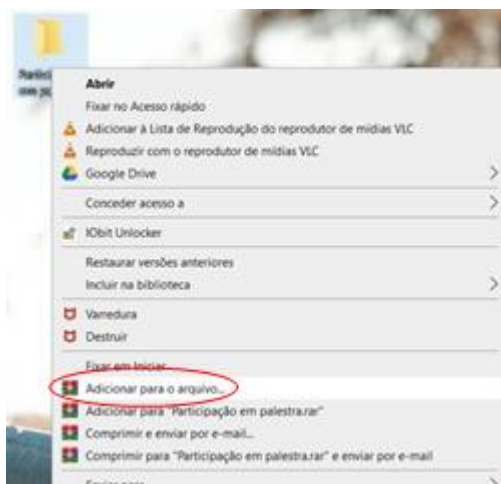 Abrir
Fixar no Acesso rápido
Adicionar à Lista de Reprodução do reprodutor de mídias VLC
Reproduzir com o reprodutor de mídias VLC
Google Drive
Conceder acesso a
IObit Unlocker
Restaurar versões anteriores
Incluir na biblioteca
Varredura
Destruir
Fixar em Iniciar
Adicionar para o arquivo...
Adicionar para "Participação em palestra.rar"
Comprimir e enviar por e-mail...
Comprimir para "Participação em palestra.rar" e enviar por e-mail
Enviar para